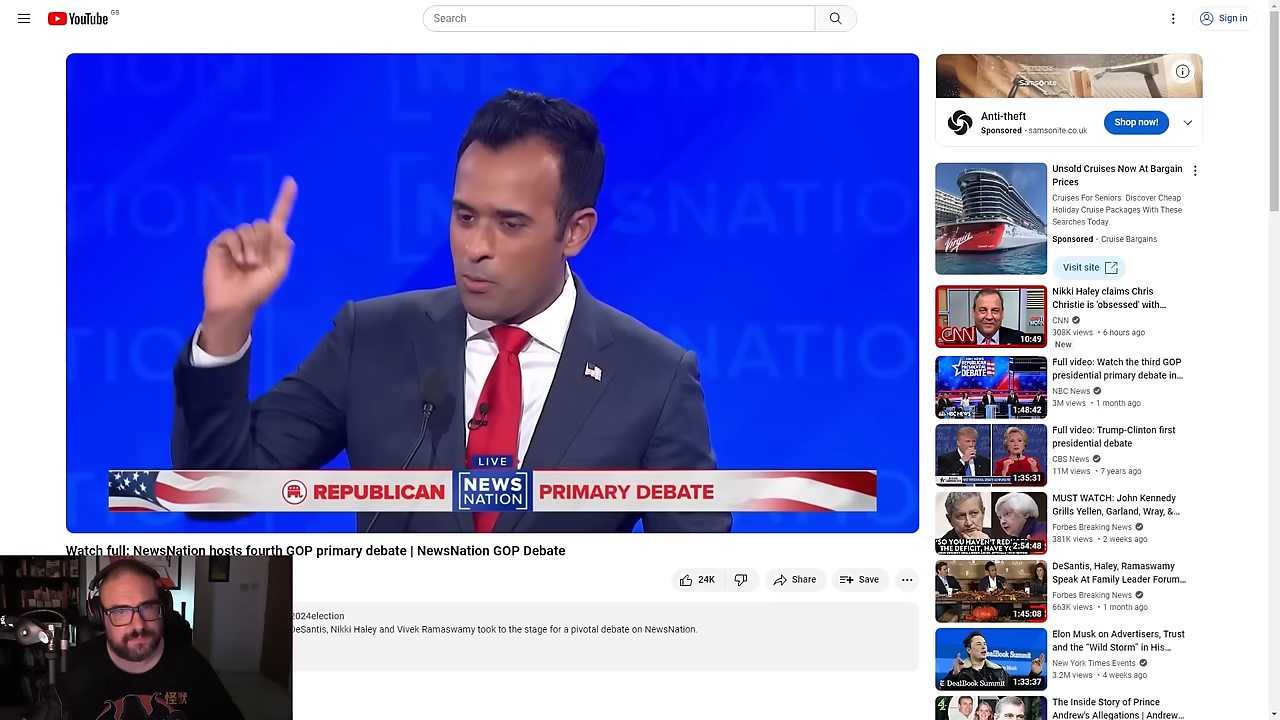 YouTube GB
Search
Sign in
NEWSNATION
LIVE
NEWS
NATION
REPUBLICAN
PRIMARY DEBATE
Watch full: NewsNation hosts fourth GOP primary debate | NewsNation GOP Debate
24K
Share
Save
2024election
DeSantis, Nikki Haley and Vivek Ramaswamy took to the stage for a pivotal debate on NewsNation.
怪獣
Samsonite
Anti-theft
Sponsored · samsonite.co.uk
Shop now!
Unsold Cruises Now At Bargain
Prices
Cruises For Seniors. Discover Cheap
Holiday Cruise Packages With These
Searches Today.
Sponsored · Cruise Bargains
Visit site
Virgin
Nikki Haley claims Chris
Christie is 'obsessed' with...
CNN
308K views • 6 hours ago
New
CNN
10:49
Full video: Watch the third GOP
presidential primary debate in...
NBC News
3M views • 1 month ago
DEBATE
1:48:42
Full video: Trump-Clinton first
presidential debate
CBS News
11M views • 7 years ago
1:35:31
MUST WATCH: John Kennedy
Grills Yellen, Garland, Wray, &...
Forbes Breaking News
381K views • 2 weeks ago
2:54:48
DeSantis, Haley, Ramaswamy
Speak At Family Leader Forum...
Forbes Breaking News
663K views • 1 month ago
1:45:08
Elon Musk on Advertisers, Trust
and the “Wild Storm” in His...
New York Times Events
3.2M views • 4 weeks ago
DealBook Summit
1:33:37
The Inside Story of Prince
Andrew's Allegations | Andrew...